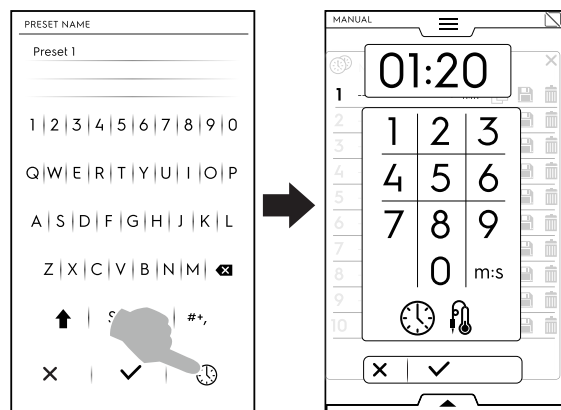 PRESET NAME
Preset 1
1 2 3 4 5 6 7 8 9 0
Q W E R T Y U I O P
A S D F G H J K L
Z X C V B N M
#+,
MANUAL
01:20
1
2
3
4
5
6
7
8
9
10
1 2 3
4 5 6
7 8 9
0 m:s